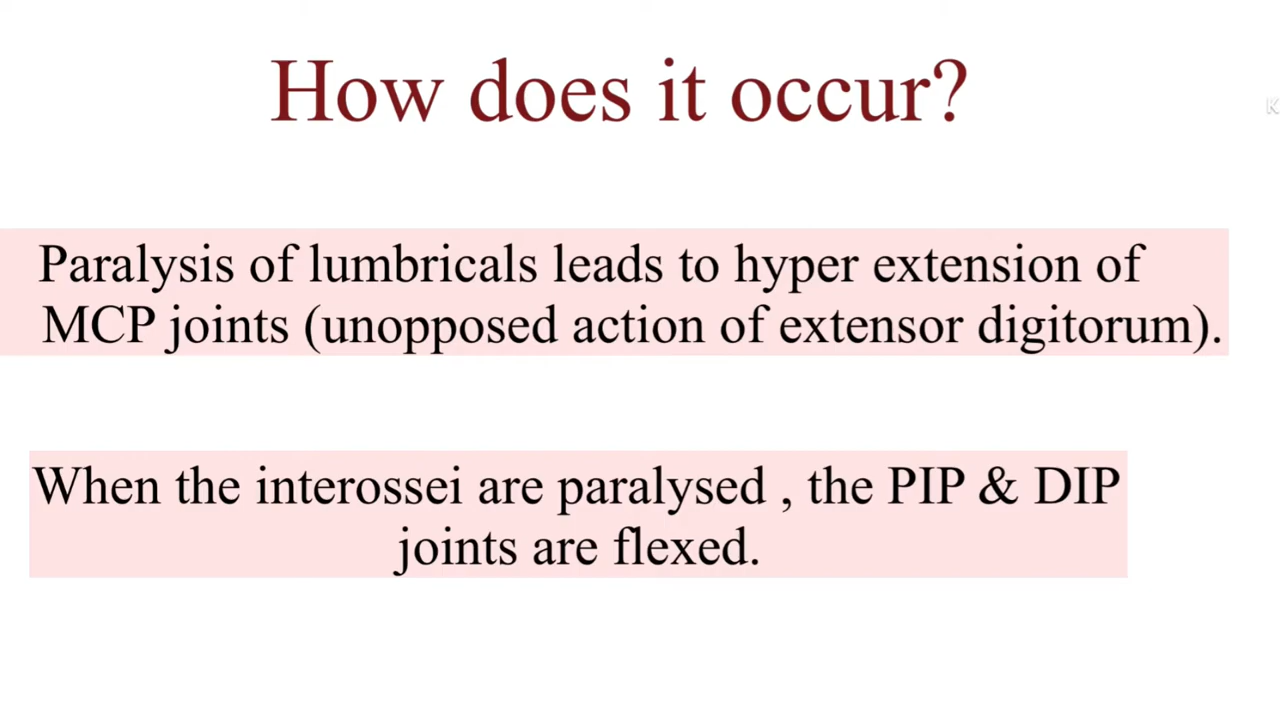 How does it occur?
K
Paralysis of lumbricals leads to hyper extension of
MCP joints (unopposed action of extensor digitorum).
When the interossei are paralysed , the PIP & DIP
joints are flexed.